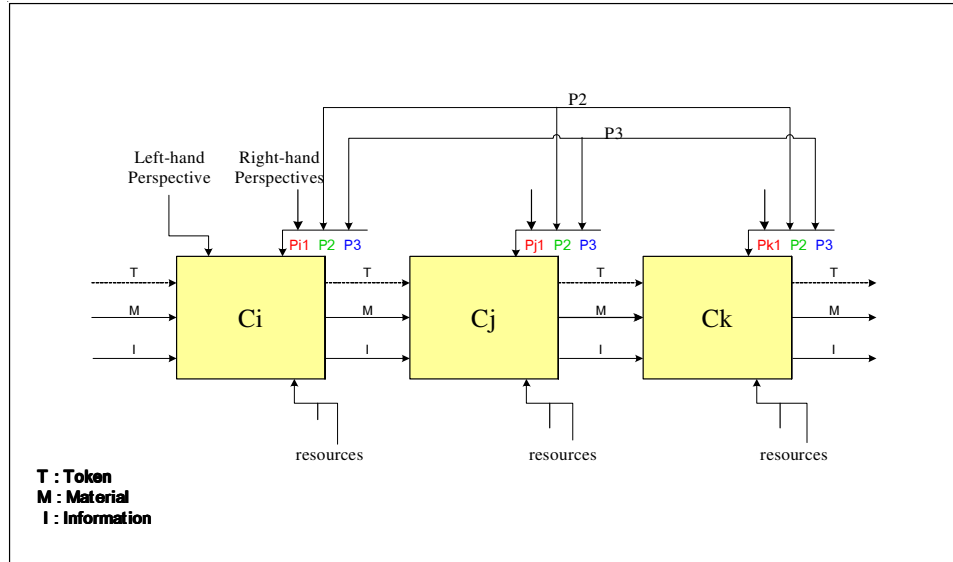 P2
P3
Left-hand
Perspective
Right-hand
Perspectives
Pi1 P2 P3
Pj1 P2 P3
Pk1 P2 P3
T T T T
Ci Cj Ck
M M M M
I I I I
resources resources resources
T : Token
M : Material
I : Information